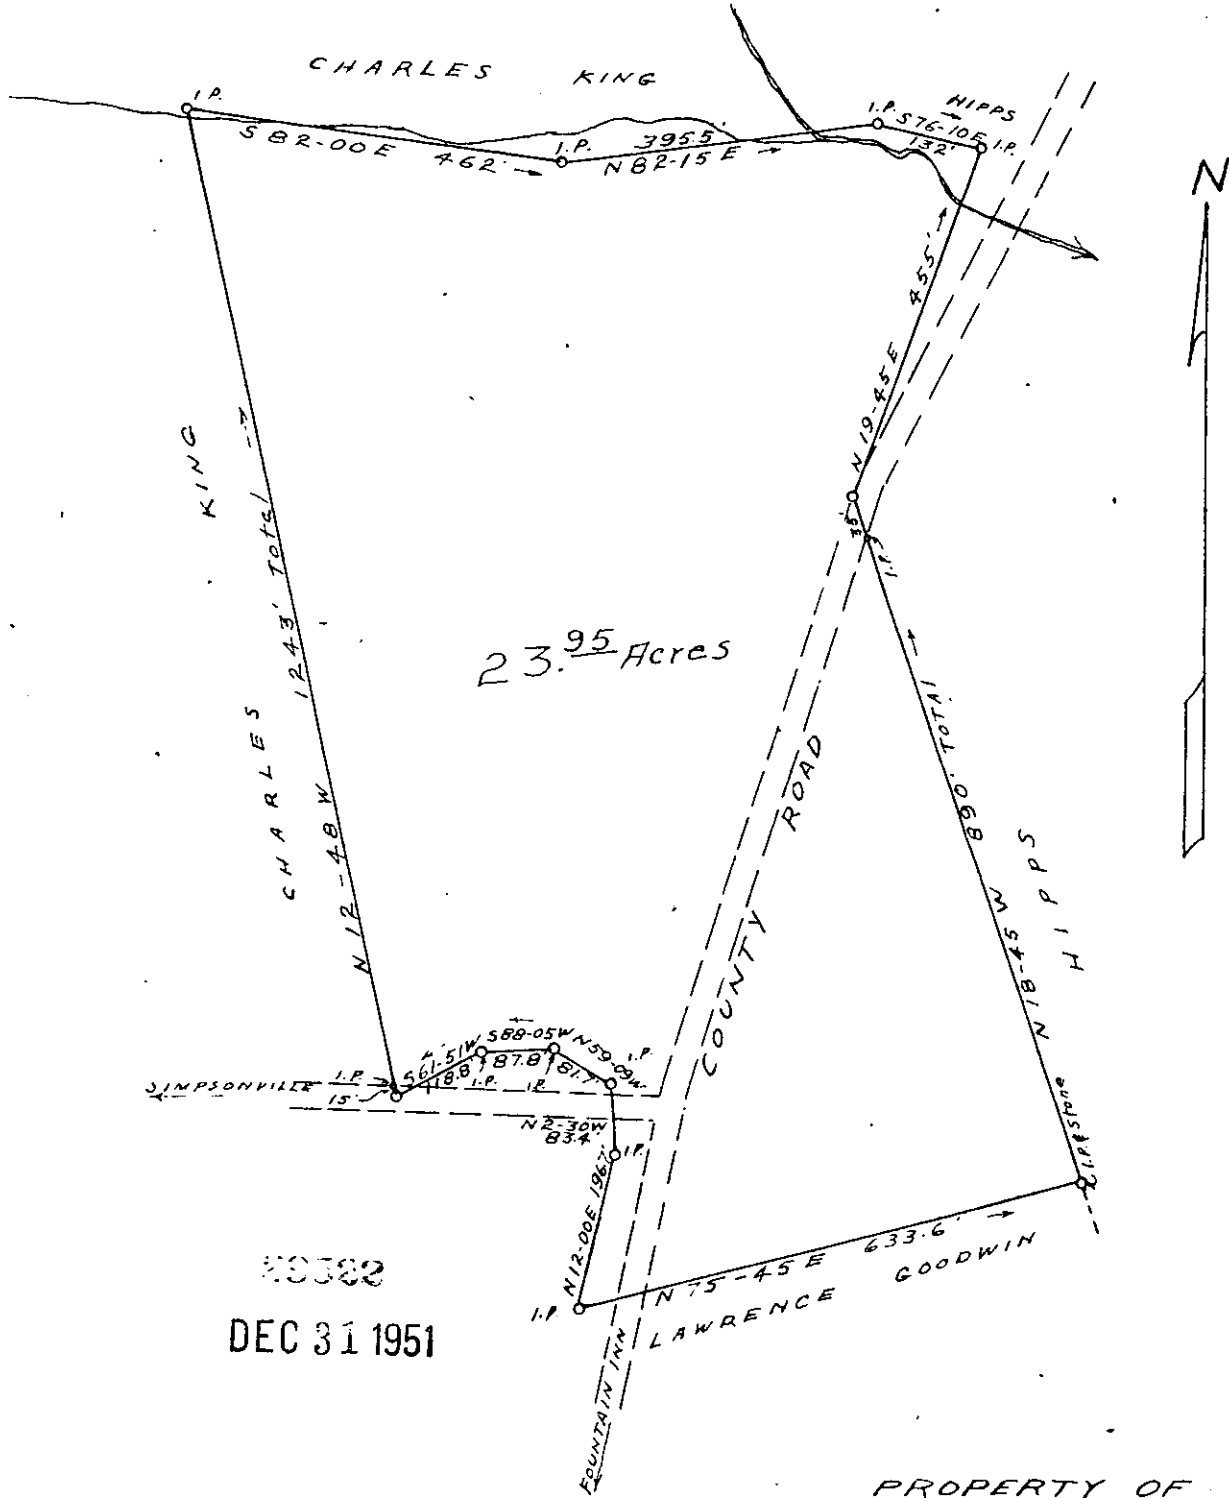 CHARLES KING
I.P.
S 82-00 E 462'
I.P.
395.5'
N 82-15 E
I.P.
HIPPS
S 76-10 E
132'
I.P.
N
N 19-45 E 455'
35'
I.P.
CHARLES KING
N 12-48 W 1243' Total
23.95 Acres
COUNTY ROAD
N 18-45 W 890' TOTAL
HIPPS
I.P. & Stone
SIMPSONVILLE
I.P.
15'
S 61-51 W
118.8'
I.P.
S 88-05 W
87.8'
I.P.
N 59-09 W
81.7'
I.P.
N 2-30 W
83.4'
I.P.
N 12-00 E 196.7'
I.P.
N 75-45 E 633.6'
LAWRENCE GOODWIN
FOUNTAIN INN
DEC 31 1951
PROPERTY OF